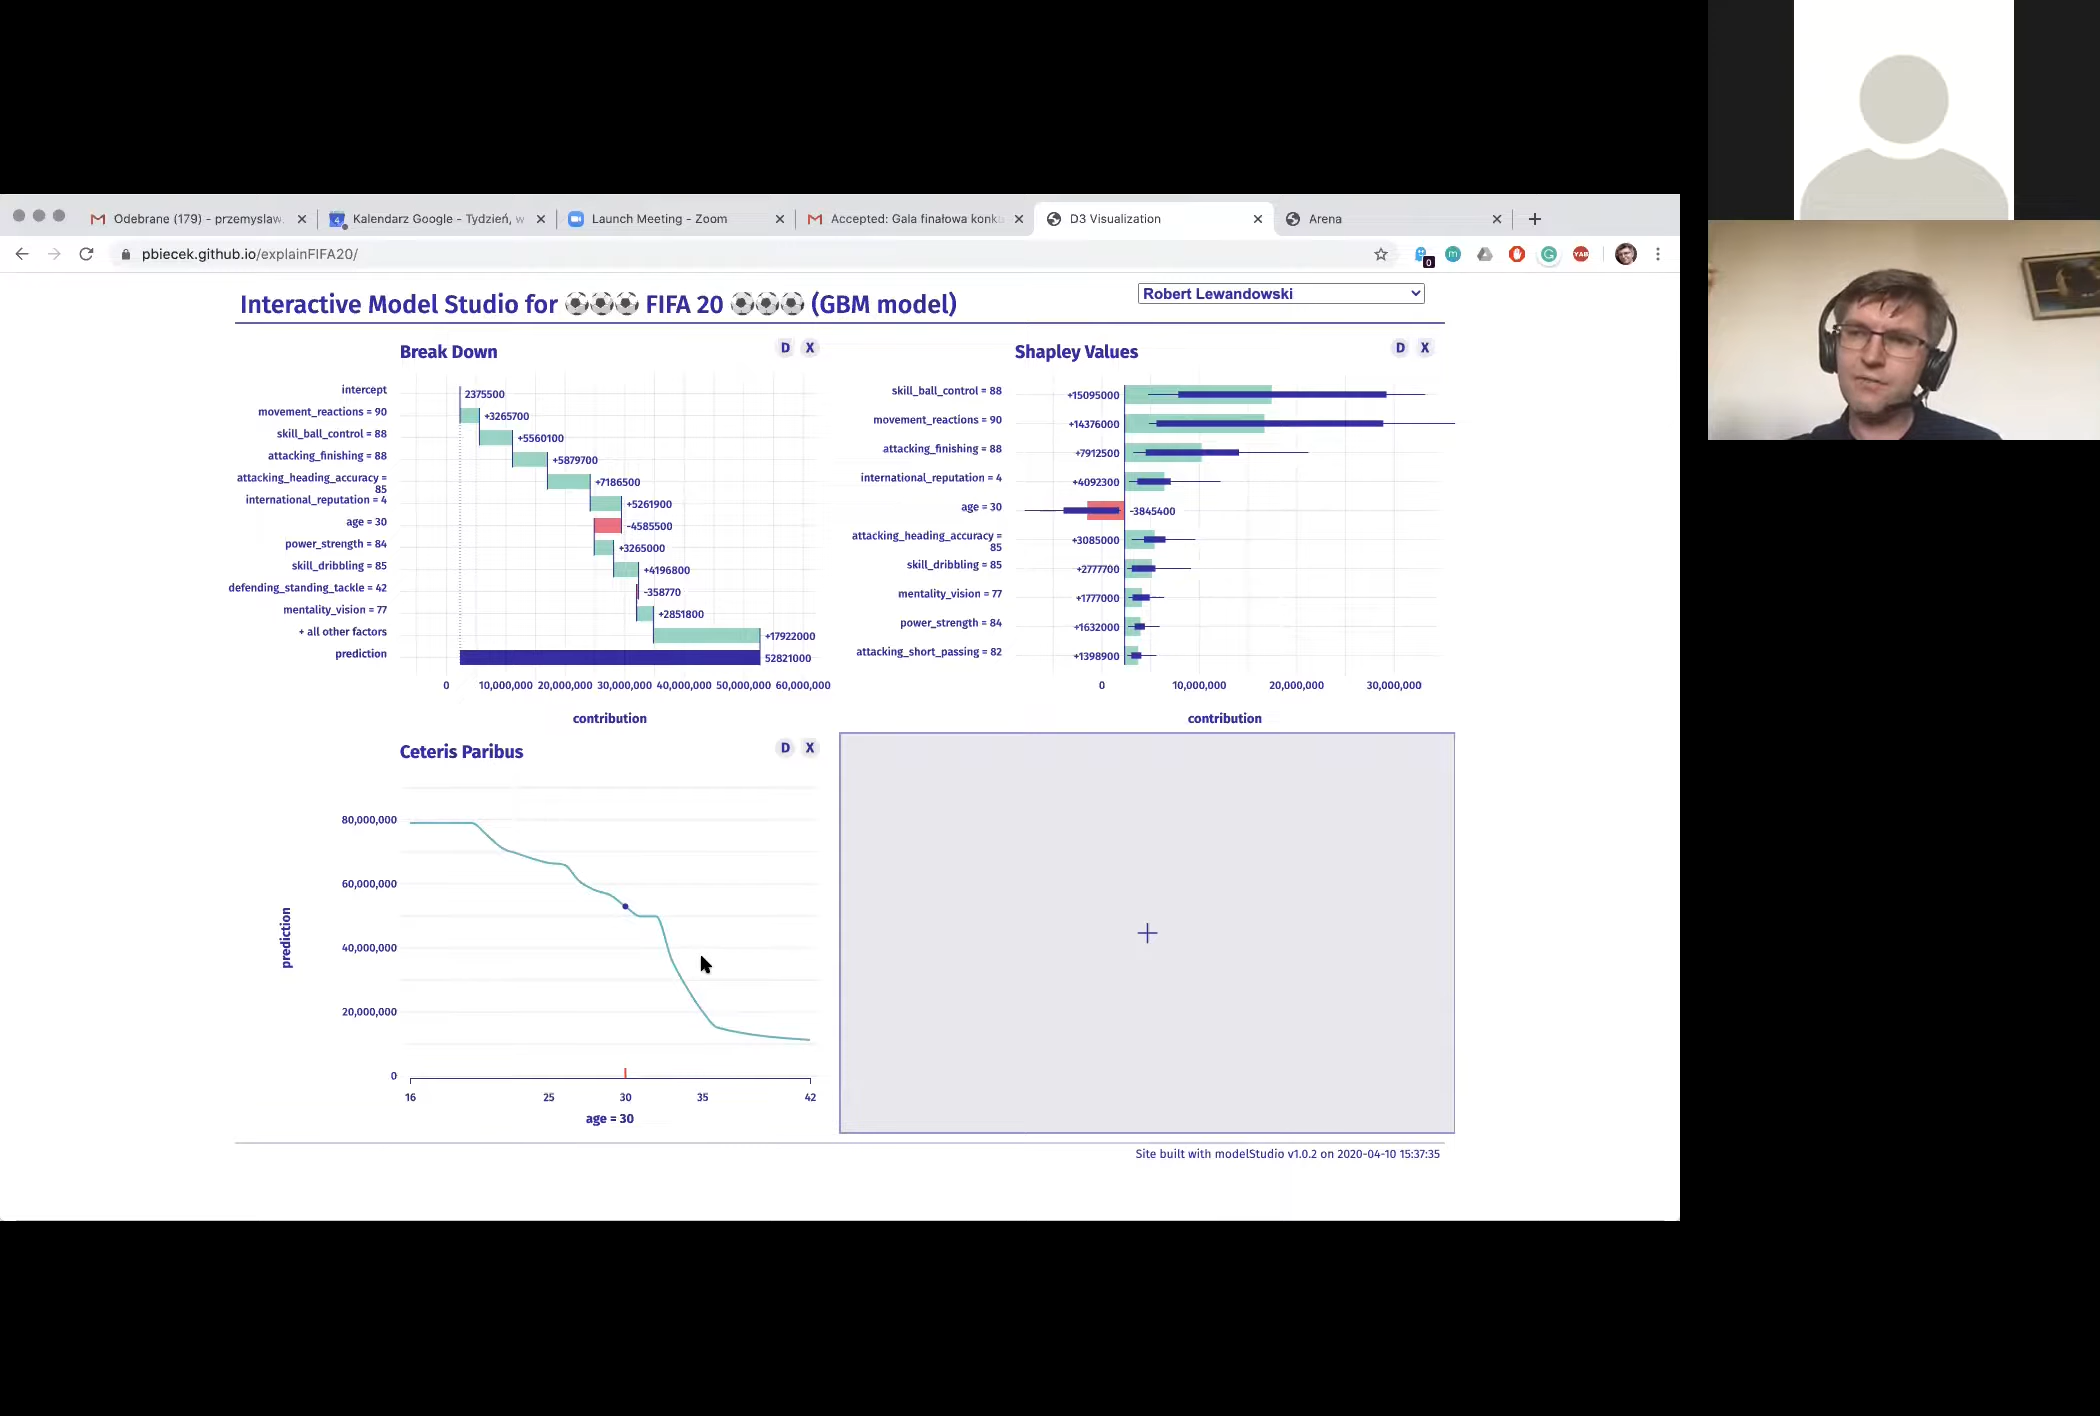 Odebrane (179) - przemyslaw.
Kalendarz Google - Tydzień, w
Launch Meeting - Zoom
Accepted: Gala finałowa konku
D3 Visualization
Arena
pbiecek.github.io/explainFIFA20/
0
m
YAB
Interactive Model Studio for ⚽⚽⚽ FIFA 20 ⚽⚽⚽ (GBM model)
Robert Lewandowski
Break Down
D X
intercept
2375500
movement_reactions = 90
+3265700
skill_ball_control = 88
+5560100
attacking_finishing = 88
+5879700
attacking_heading_accuracy =
85
+7186500
international_reputation = 4
+5261900
age = 30
-4585500
power_strength = 84
+3265000
skill_dribbling = 85
+4196800
defending_standing_tackle = 42
-358770
mentality_vision = 77
+2851800
+ all other factors
+17922000
prediction
52821000
0 10,000,000 20,000,000 30,000,000 40,000,000 50,000,000 60,000,000
contribution
Shapley Values
D X
skill_ball_control = 88
+15095000
movement_reactions = 90
+14376000
attacking_finishing = 88
+7912500
international_reputation = 4
+4092300
age = 30
-3845400
attacking_heading_accuracy =
85
+3085000
skill_dribbling = 85
+2777700
mentality_vision = 77
+1777000
power_strength = 84
+1632000
attacking_short_passing = 82
+1398900
0 10,000,000 20,000,000 30,000,000
contribution
Ceteris Paribus
D X
80,000,000
60,000,000
40,000,000
20,000,000
0
prediction
16 25 30 35 42
age = 30
Site built with modelStudio v1.0.2 on 2020-04-10 15:37:35